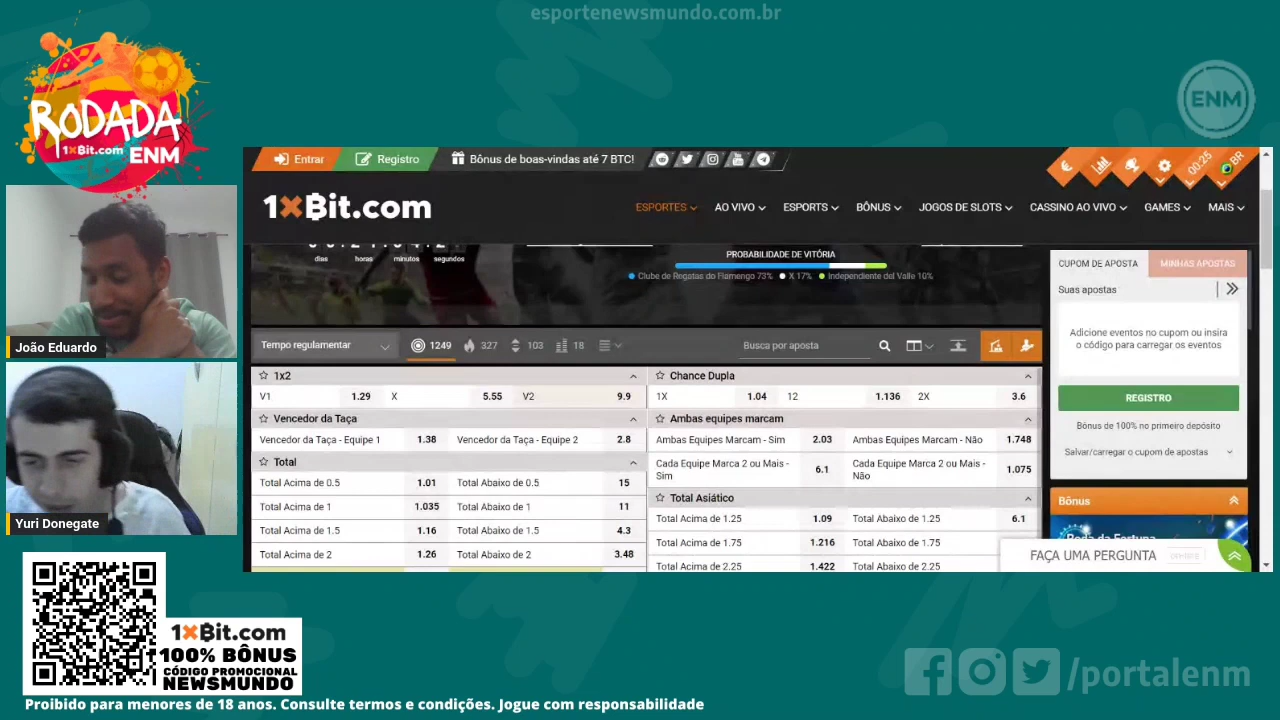 esportenewsmundo.com.br
RODADA
1xBit.com
ENM
ENM
Entrar
Registro
Bônus de boas-vindas até 7 BTC!
00:25
BR
1x₿it.com
ESPORTES
AO VIVO
ESPORTS
BÔNUS
JOGOS DE SLOTS
CASSINO AO VIVO
GAMES
MAIS
dias
horas
minutos
segundos
PROBABILIDADE DE VITÓRIA
Clube de Regatas do Flamengo 73%
X 17%
Independiente del Valle 10%
CUPOM DE APOSTA
MINHAS APOSTAS
Suas apostas
Adicione eventos no cupom ou insira
o código para carregar os eventos
REGISTRO
Bônus de 100% no primeiro depósito
Salvar/carregar o cupom de apostas
Bônus
Roda da Fortuna
FAÇA UMA PERGUNTA
Tempo regulamentar
1249
327
103
18
Busca por aposta
1x2
V1 1.29 X 5.55 V2 9.9
Vencedor da Taça
Vencedor da Taça - Equipe 1 1.38 Vencedor da Taça - Equipe 2 2.8
Total
Total Acima de 0.5 1.01 Total Abaixo de 0.5 15
Total Acima de 1 1.035 Total Abaixo de 1 11
Total Acima de 1.5 1.16 Total Abaixo de 1.5 4.3
Total Acima de 2 1.26 Total Abaixo de 2 3.48
Chance Dupla
1X 1.04 12 1.136 2X 3.6
Ambas equipes marcam
Ambas Equipes Marcam - Sim 2.03 Ambas Equipes Marcam - Não 1.748
Cada Equipe Marca 2 ou Mais - Sim 6.1 Cada Equipe Marca 2 ou Mais - Não 1.075
Total Asiático
Total Acima de 1.25 1.09 Total Abaixo de 1.25 6.1
Total Acima de 1.75 1.216 Total Abaixo de 1.75
Total Acima de 2.25 1.422 Total Abaixo de 2.25
João Eduardo
Yuri Donegate
1x₿it.com
100% BÔNUS
CÓDIGO PROMOCIONAL
NEWSMUNDO
/portalenm
Proibido para menores de 18 anos. Consulte termos e condições. Jogue com responsabilidade